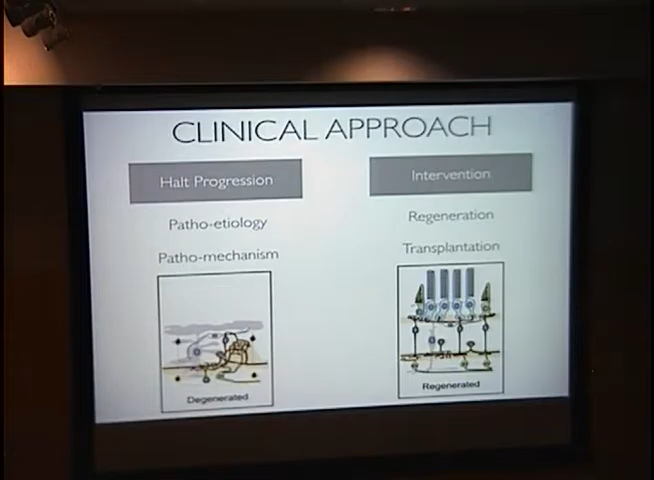 CLINICAL APPROACH
Halt Progression
Patho-etiology
Patho-mechanism
Degenerated
Intervention
Regeneration
Transplantation
Regenerated